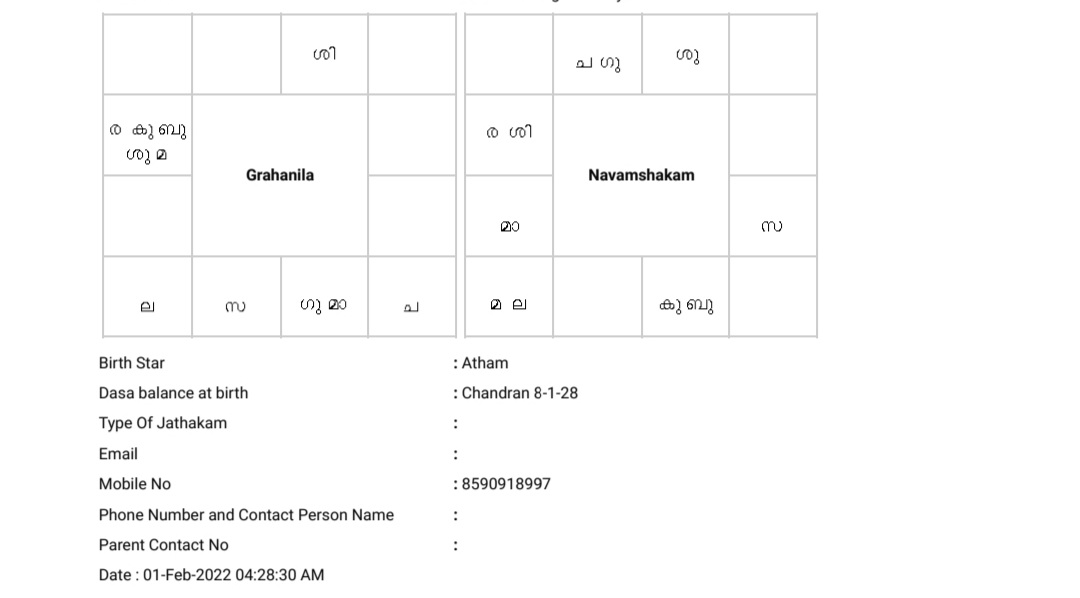 ശി
ര കു ബു
ശു മ
Grahanila
ല സ ഗു മാ ച
ച ഗു ശു
ര ശി
Navamshakam
മാ സ
മ ല കു ബു
Birth Star : Atham
Dasa balance at birth : Chandran 8-1-28
Type Of Jathakam :
Email :
Mobile No : 8590918997
Phone Number and Contact Person Name :
Parent Contact No :
Date : 01-Feb-2022 04:28:30 AM